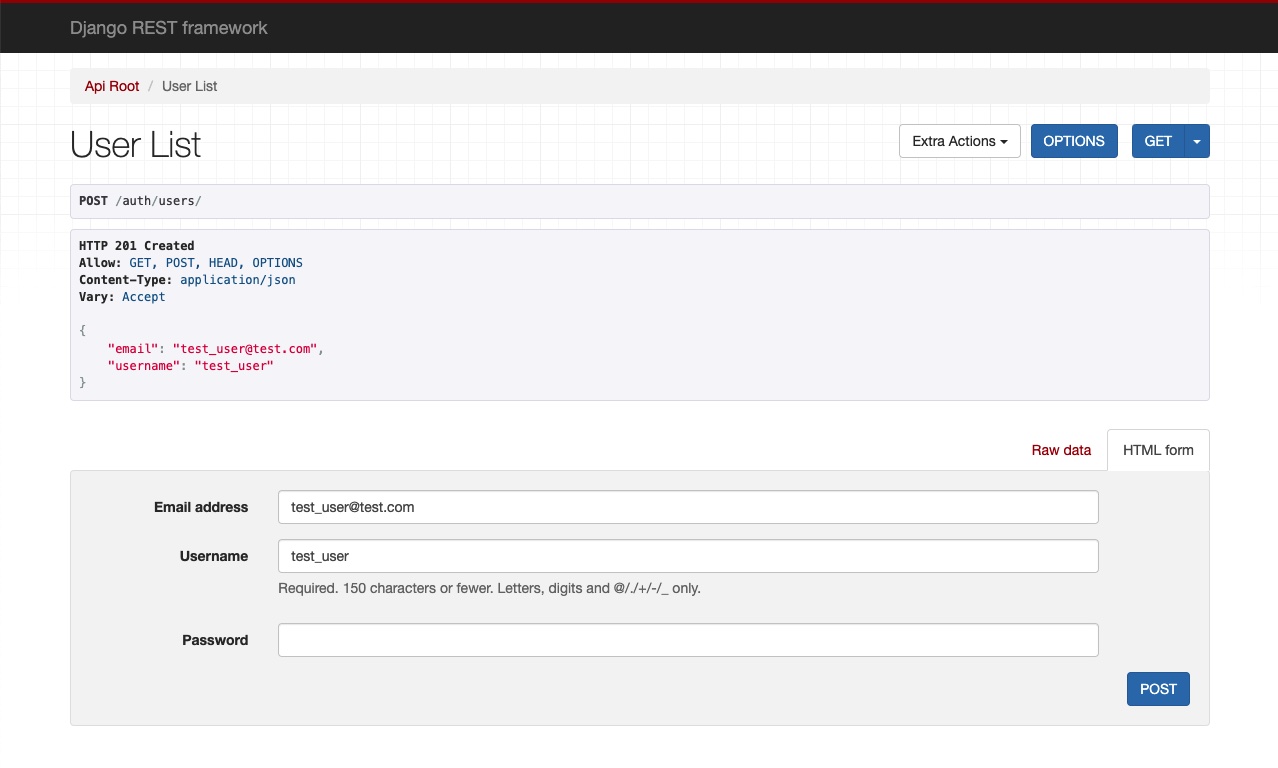 Django REST framework
Api Root / User List
User List
Extra Actions OPTIONS GET
POST /auth/users/
HTTP 201 Created
Allow: GET, POST, HEAD, OPTIONS
Content-Type: application/json
Vary: Accept
{
"email": "test_user@test.com",
"username": "test_user"
}
Raw data HTML form
Email address test_user@test.com
Username test_user
Required. 150 characters or fewer. Letters, digits and @/./+/-/_ only.
Password
POST